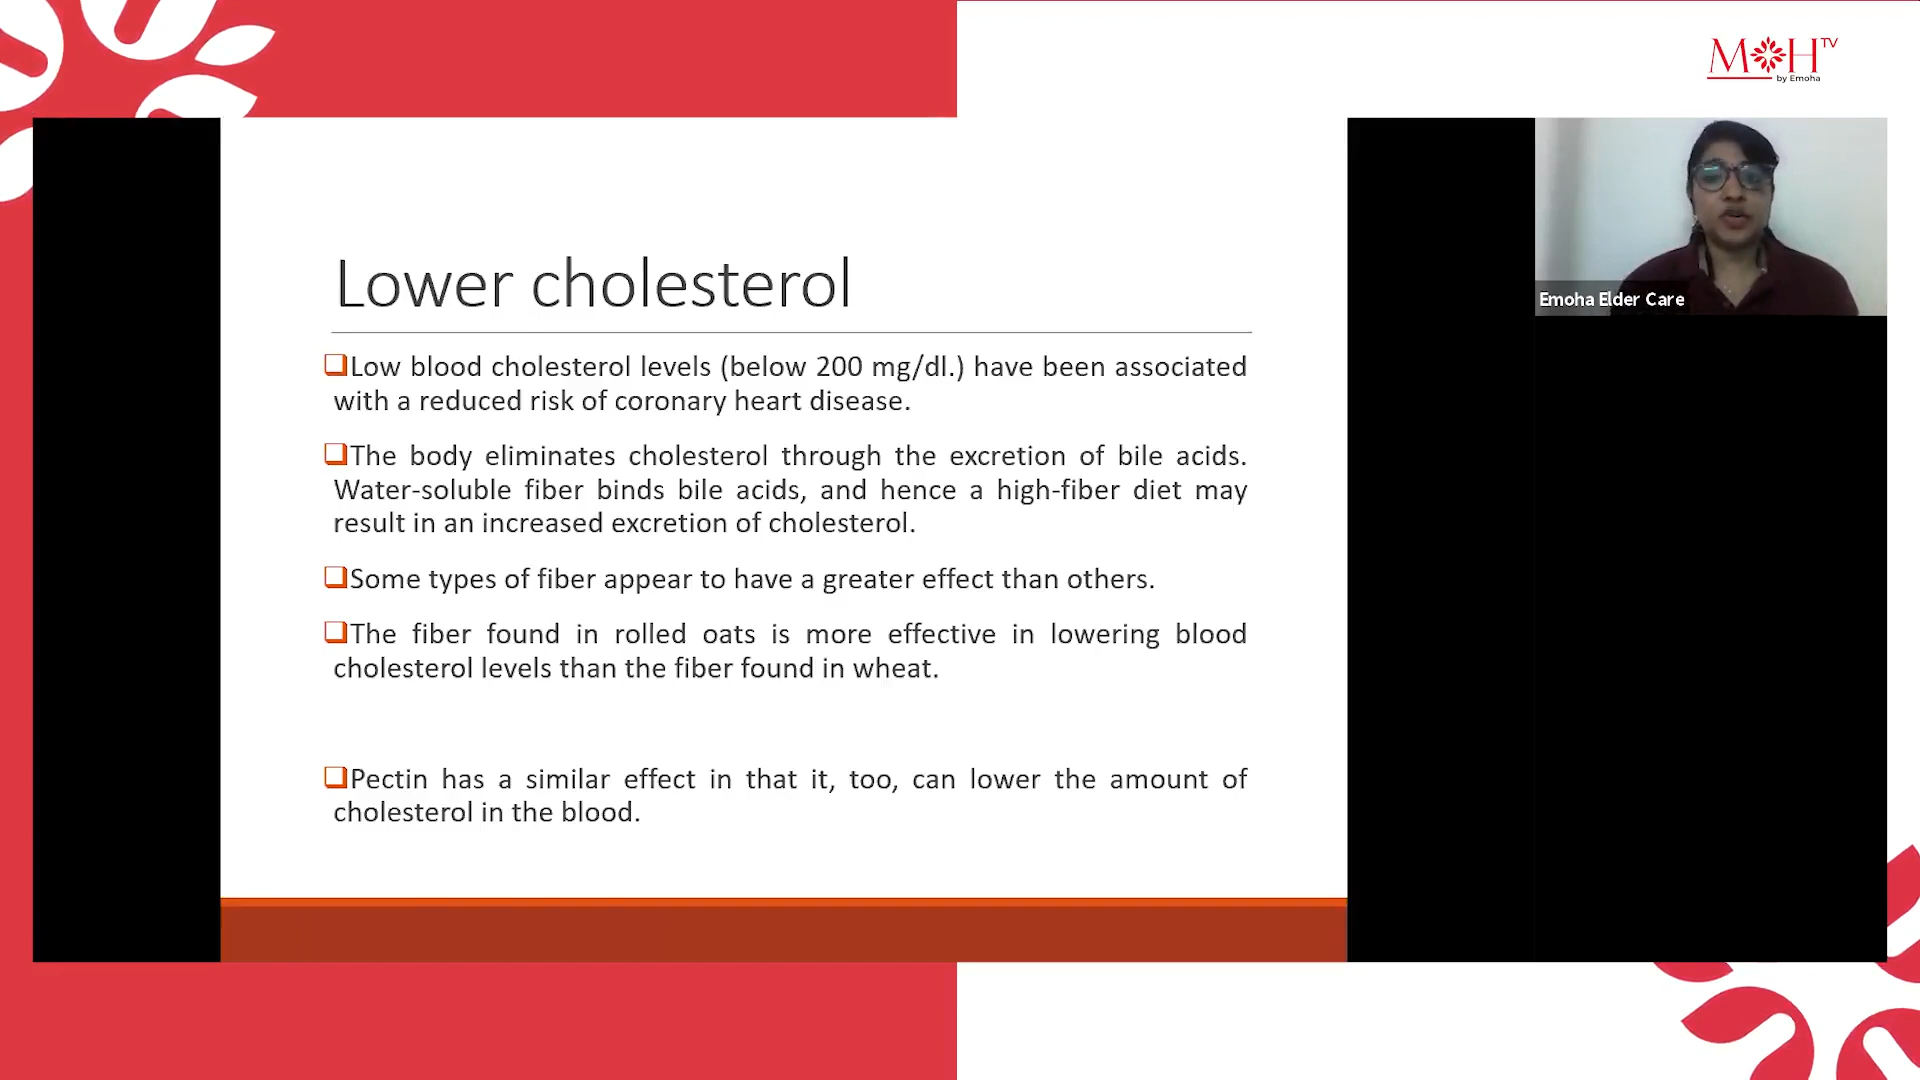 M H TV
by Emoha
Emoha Elder Care
Lower cholesterol
Low blood cholesterol levels (below 200 mg/dl.) have been associated
with a reduced risk of coronary heart disease.
The body eliminates cholesterol through the excretion of bile acids.
Water-soluble fiber binds bile acids, and hence a high-fiber diet may
result in an increased excretion of cholesterol.
Some types of fiber appear to have a greater effect than others.
The fiber found in rolled oats is more effective in lowering blood
cholesterol levels than the fiber found in wheat.
Pectin has a similar effect in that it, too, can lower the amount of
cholesterol in the blood.